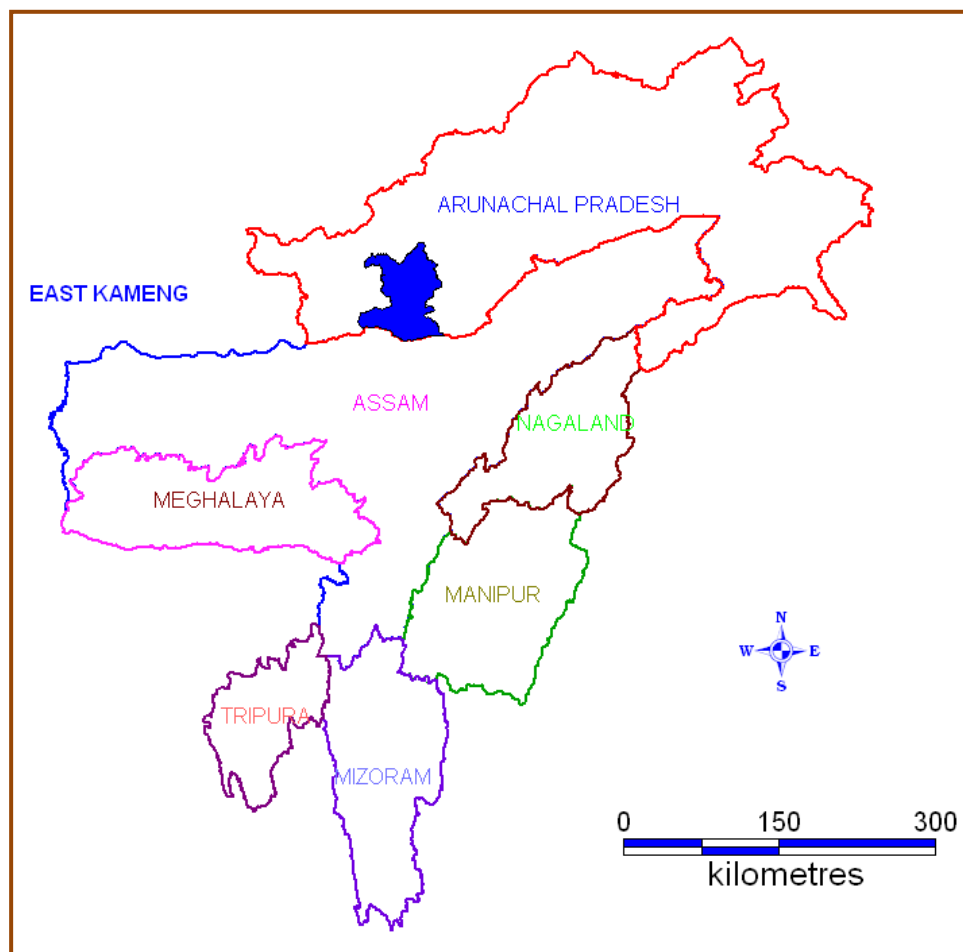 ARUNACHAL PRADESH
EAST KAMENG
ASSAM
NAGALAND
MEGHALAYA
MANIPUR
N
W E
S
TRIPURA
MIZORAM
0 150 300
kilometres